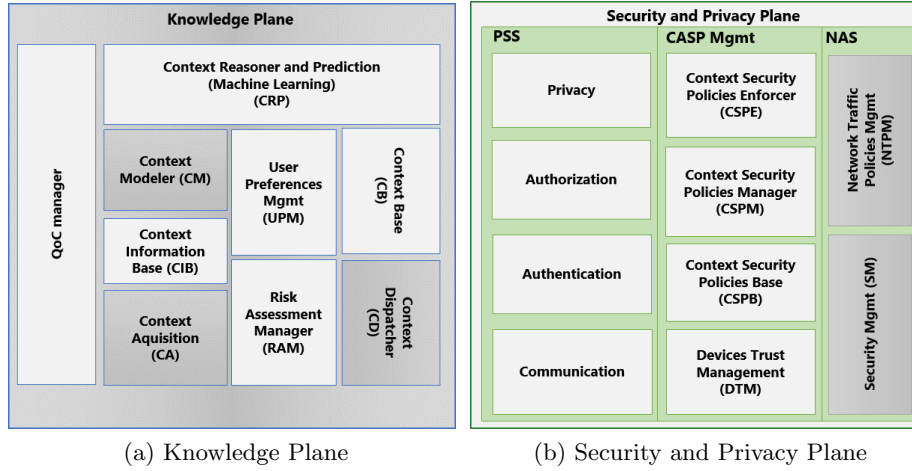 Knowledge Plane
QoC manager
Context Reasoner and Prediction
(Machine Learning)
(CRP)
Context
Modeler (CM)
User
Preferences
Mgmt
(UPM)
Context Base
(CB)
Context
Information
Base (CIB)
Context
Aquisition
(CA)
Risk
Assessment
Manager
(RAM)
Context
Dispatcher
(CD)
(a) Knowledge Plane
Security and Privacy Plane
PSS
CASP Mgmt
NAS
Privacy
Authorization
Authentication
Communication
Context Security
Policies Enforcer
(CSPE)
Context Security
Policies Manager
(CSPM)
Context Security
Policies Base
(CSPB)
Devices Trust
Management
(DTM)
Network Traffic
Policies Mgmt
(NTPM)
Security Mgmt (SM)
(b) Security and Privacy Plane